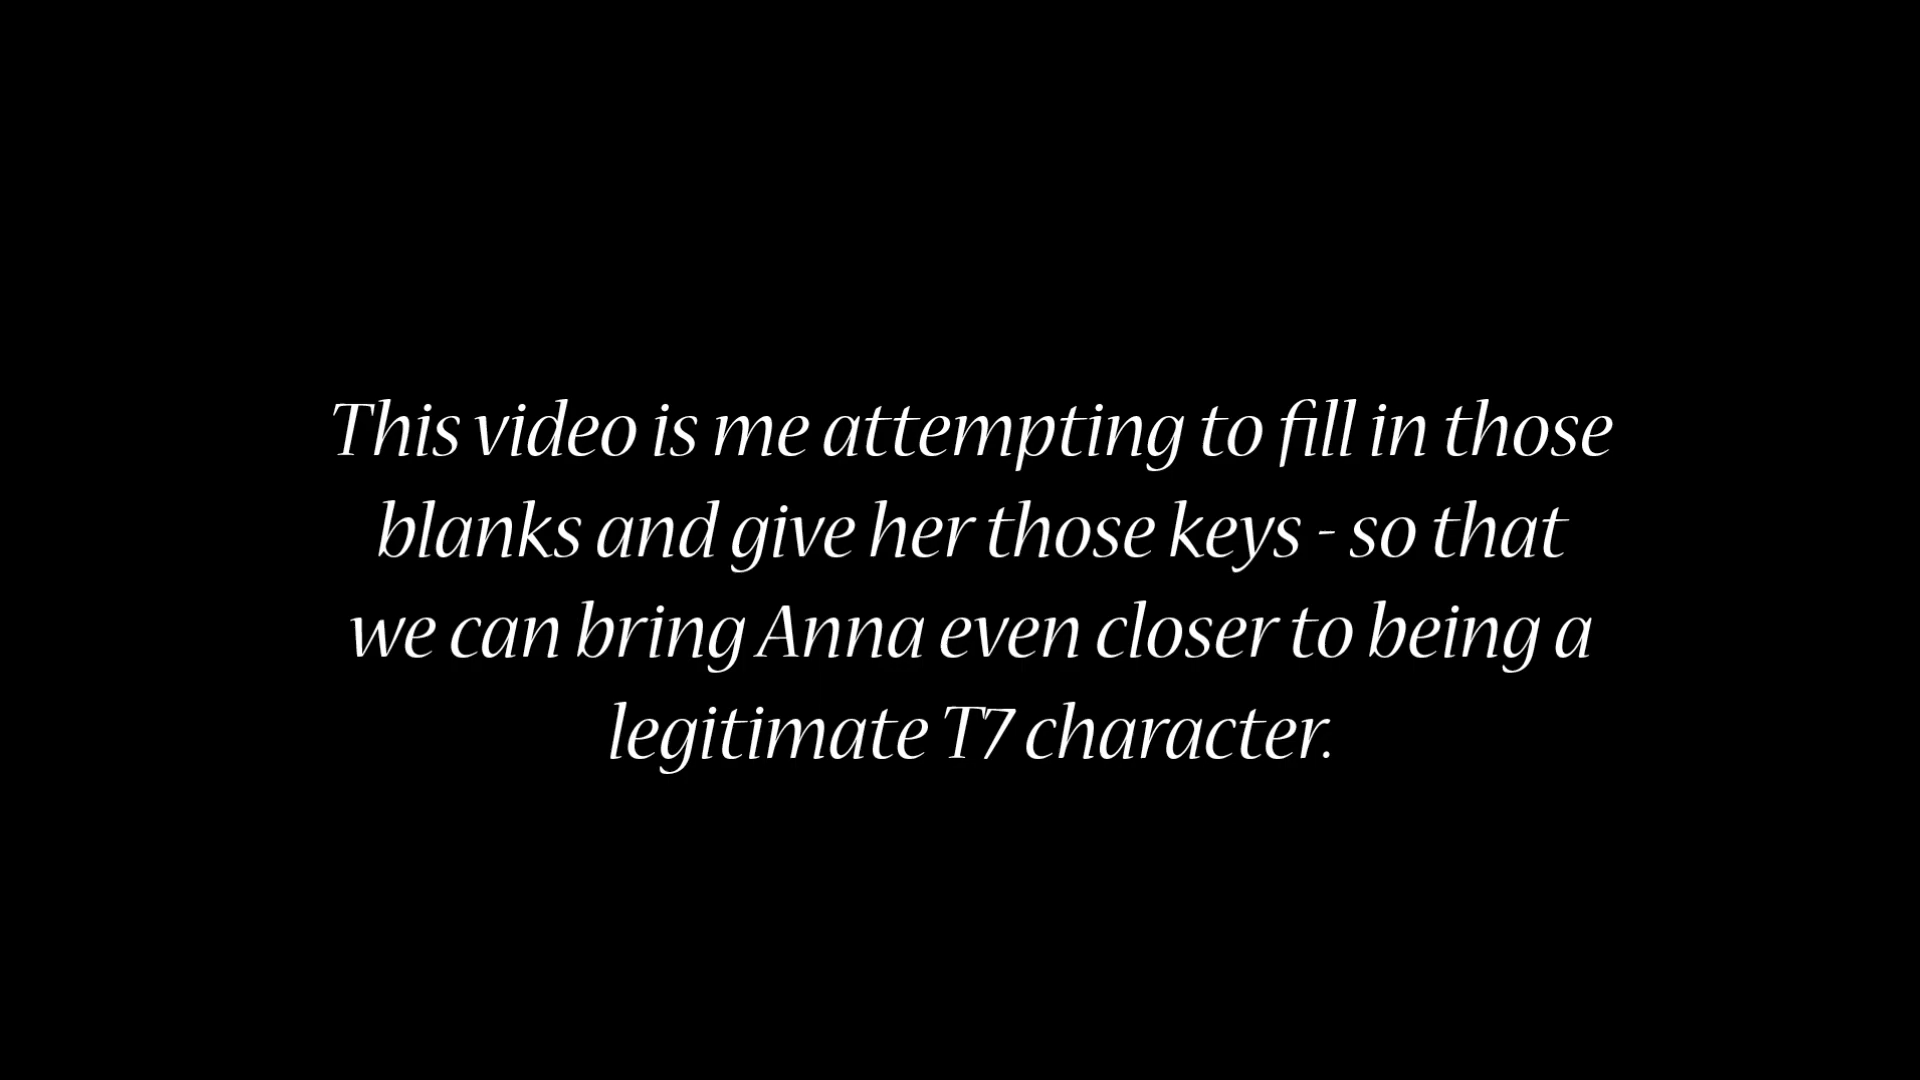 This video is me attempting to fill in those
blanks and give her those keys - so that
we can bring Anna even closer to being a
legitimate T7 character.